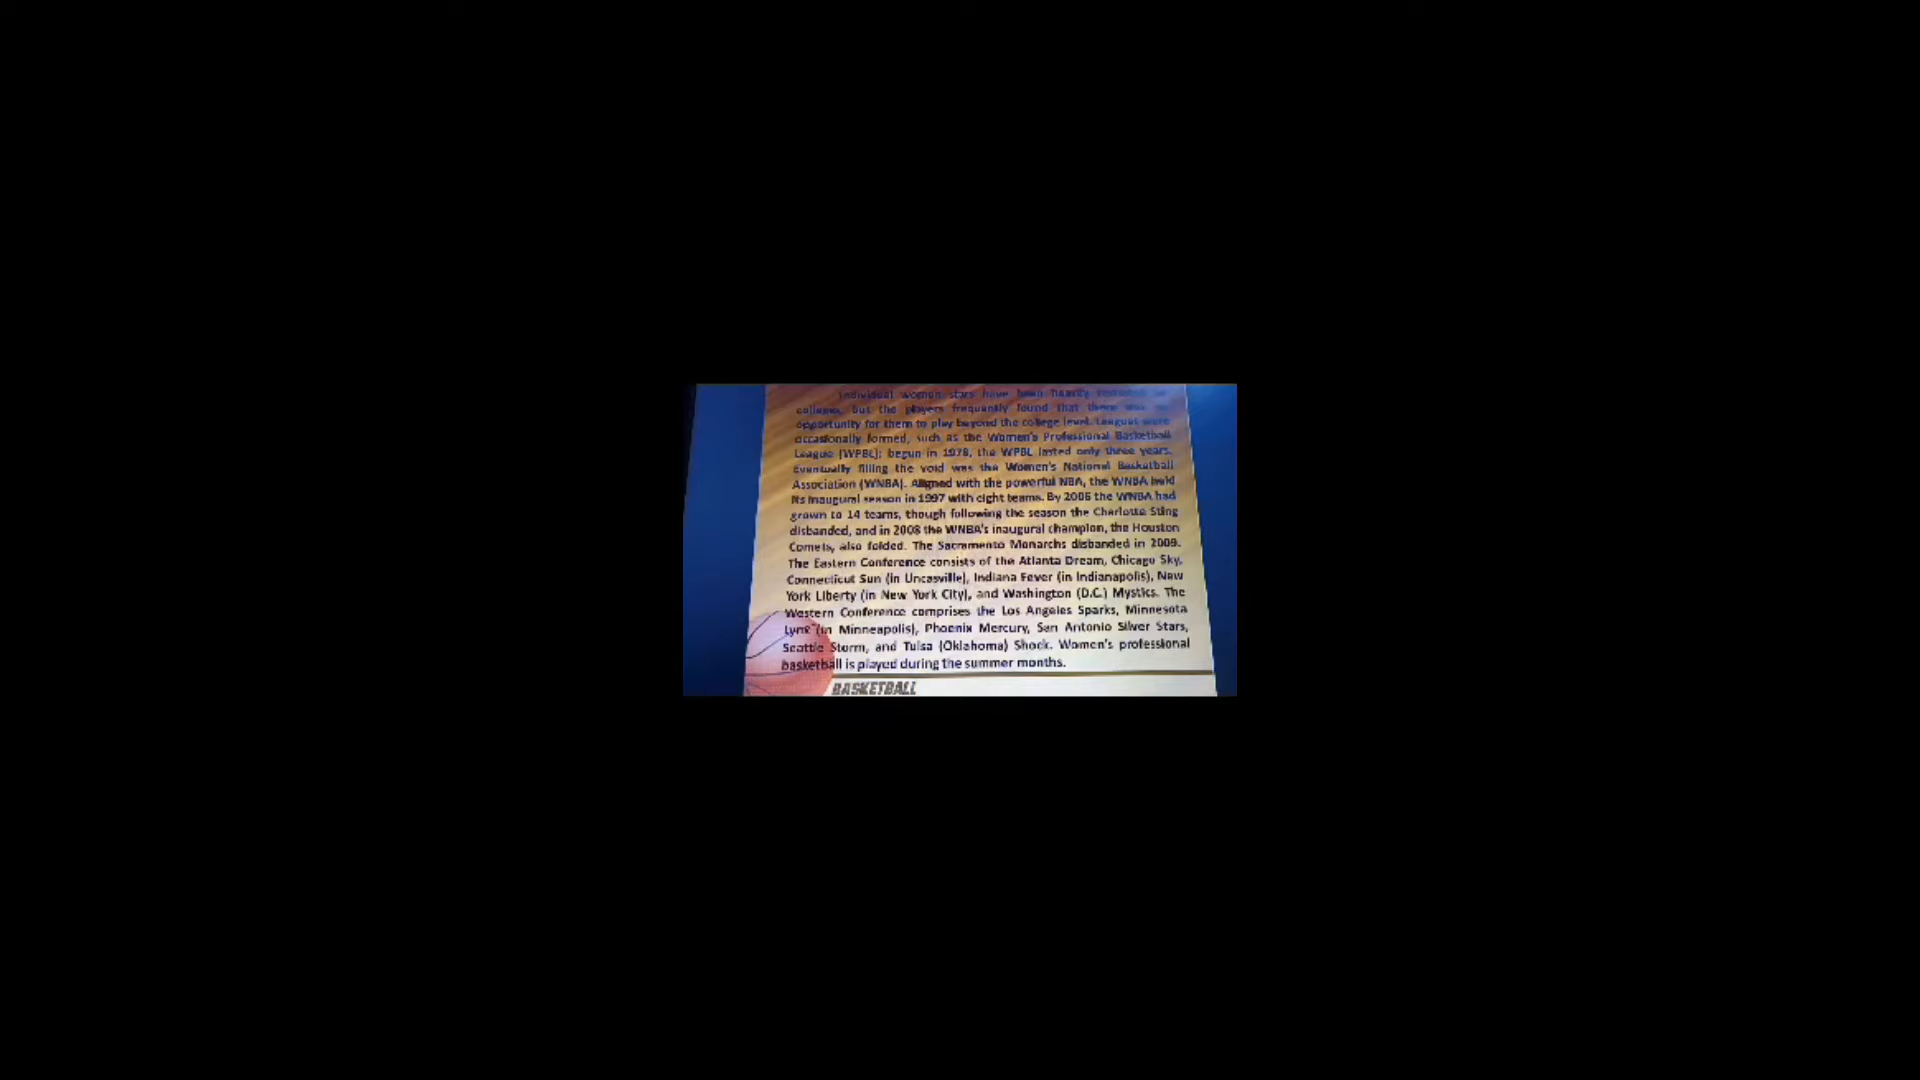 Individual women stars have been heavily
colleges, but the players frequently found that there was no
opportunity for them to play beyond the college level. Leagues were
occasionally formed, such as the Women's Professional Basketball
League (WPBL); begun in 1978, the WPBL lasted only three years.
Eventually filling the void was the Women's National Basketball
Association (WNBA). Aligned with the powerful NBA, the WNBA held
its inaugural season in 1997 with eight teams. By 2006 the WNBA had
grown to 14 teams, though following the season the Charlotte Sting
disbanded, and in 2008 the WNBA's inaugural champion, the Houston
Comets, also folded. The Sacramento Monarchs disbanded in 2009.
The Eastern Conference consists of the Atlanta Dream, Chicago Sky,
Connecticut Sun (in Uncasville), Indiana Fever (in Indianapolis), New
York Liberty (in New York City), and Washington (D.C.) Mystics. The
Western Conference comprises the Los Angeles Sparks, Minnesota
Lynx (in Minneapolis), Phoenix Mercury, San Antonio Silver Stars,
Seattle Storm, and Tulsa (Oklahoma) Shock. Women's professional
basketball is played during the summer months.
BASKETBALL